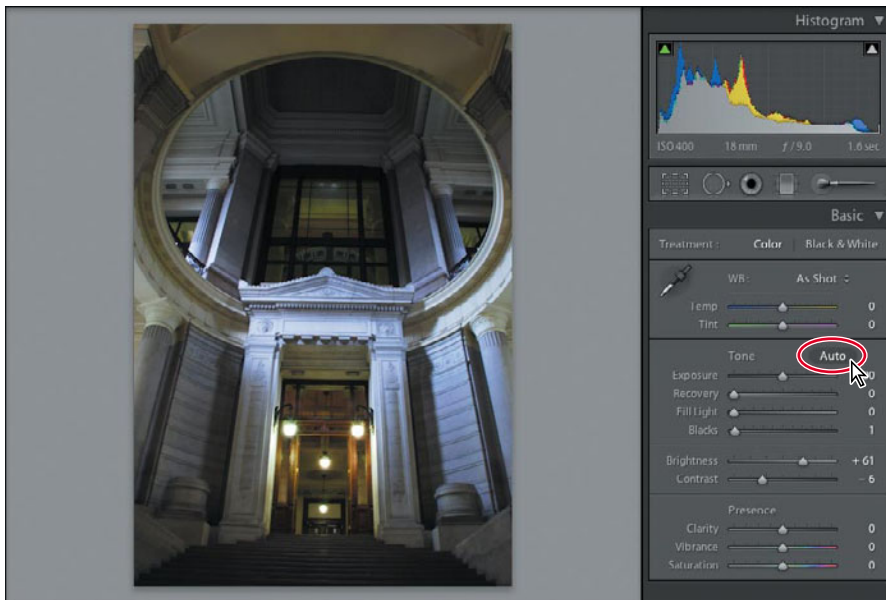 Histogram
ISO 400 18 mm ƒ / 9.0 1.6 sec
Basic
Treatment : Color Black & White
WB: As Shot
Temp 0
Tint 0
Tone Auto
Exposure 0
Recovery 0
Fill Light 0
Blacks 1
Brightness + 61
Contrast – 6
Presence
Clarity 0
Vibrance 0
Saturation 0